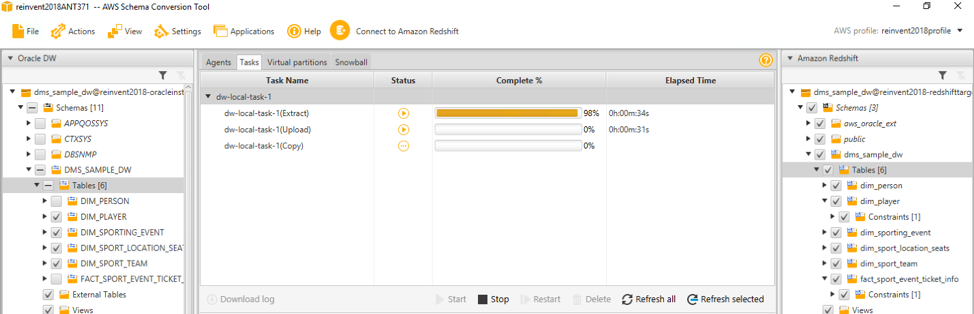 reinvent2018ANT371 -- AWS Schema Conversion Tool
File Actions View Settings Applications Help Connect to Amazon Redshift AWS profile: reinvent2018profile
Oracle DW
dms_sample_dw@reinvent2018-oracleinst
Schemas [11]
APPQOSSYS
CTXSYS
DBSNMP
DMS_SAMPLE_DW
Tables [6]
DIM_PERSON
DIM_PLAYER
DIM_SPORTING_EVENT
DIM_SPORT_LOCATION_SEAT
DIM_SPORT_TEAM
FACT_SPORT_EVENT_TICKET_
External Tables
Views
Agents Tasks Virtual partitions Snowball
Task Name Status Complete % Elapsed Time
dw-local-task-1
dw-local-task-1(Extract) 98% 0h:00m:34s
dw-local-task-1(Upload) 0% 0h:00m:31s
dw-local-task-1(Copy) 0%
Download log Start Stop Restart Delete Refresh all Refresh selected
Amazon Redshift
dms_sample_dw@reinvent2018-redshifttarg
Schemas [3]
aws_oracle_ext
public
dms_sample_dw
Tables [6]
dim_person
dim_player
Constraints [1]
dim_sporting_event
dim_sport_location_seats
dim_sport_team
fact_sport_event_ticket_info
Constraints [1]
Views